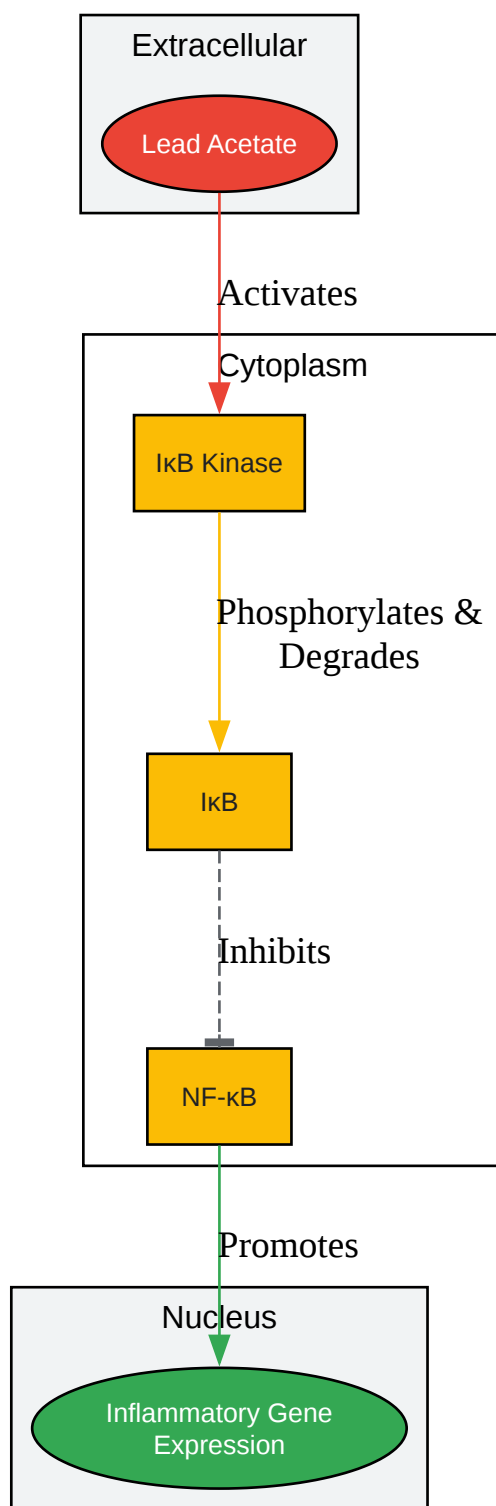 Extracellular
Lead Acetate
Activates
Cytoplasm
IκB Kinase
Phosphorylates &
Degrades
IκB
Inhibits
NF-κB
Promotes
Nucleus
Inflammatory Gene
Expression